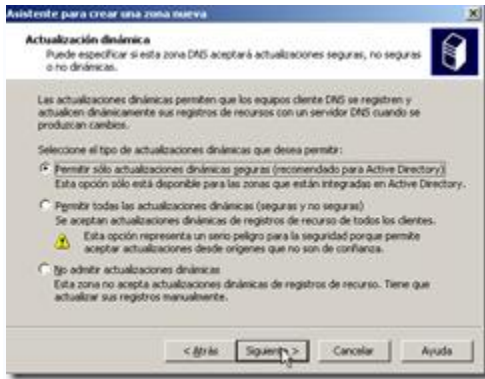 Asistente para crear una zona nueva
Actualización dinámica
Puede especificar si esta zona DNS aceptará actualizaciones seguras, no seguras
o no dinámicas.
Las actualizaciones dinámicas permiten que los equipos cliente DNS se registren y
actualicen dinámicamente sus registros de recursos con un servidor DNS cuando se
produzcan cambios.
Seleccione el tipo de actualizaciones dinámicas que desea permitir:
Permitir sólo actualizaciones dinámicas seguras (recomendado para Active Directory)
Esta opción sólo está disponible para las zonas que están integradas en Active Directory.
Permitir todas las actualizaciones dinámicas (seguras y no seguras)
Se aceptan actualizaciones dinámicas de registros de recurso de todos los clientes.
Esta opción representa un serio peligro para la seguridad porque permite
aceptar actualizaciones desde orígenes que no son de confianza.
No admitir actualizaciones dinámicas
Esta zona no acepta actualizaciones dinámicas de registros de recurso. Tiene que
actualizar sus registros manualmente.
< Atrás Siguiente > Cancelar Ayuda